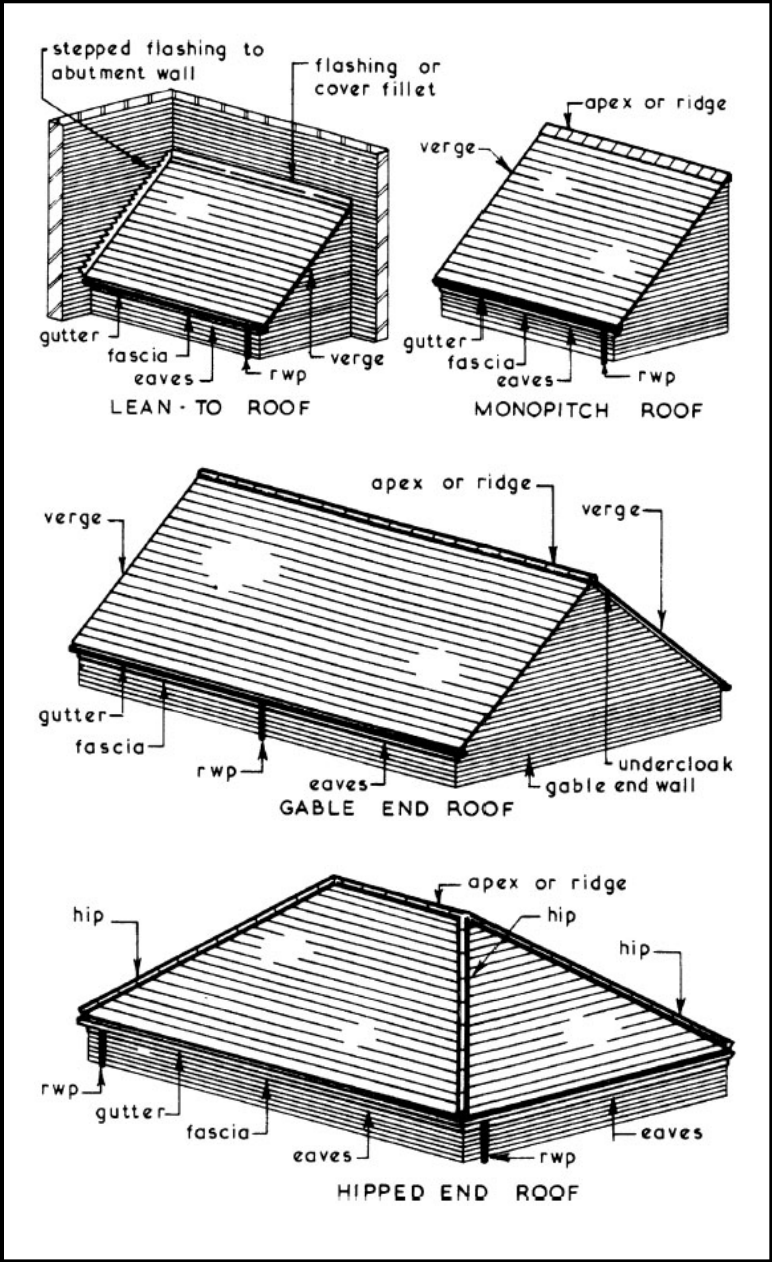 stepped flashing to
abutment wall
flashing or
cover fillet
gutter
fascia
eaves
rwp
verge
LEAN - TO ROOF
apex or ridge
verge
gutter
fascia
eaves
rwp
MONOPITCH ROOF
verge
apex or ridge
verge
gutter
fascia
rwp
eaves
undercloak
gable end wall
GABLE END ROOF
hip
apex or ridge
hip
hip
rwp
gutter
fascia
eaves
rwp
eaves
HIPPED END ROOF